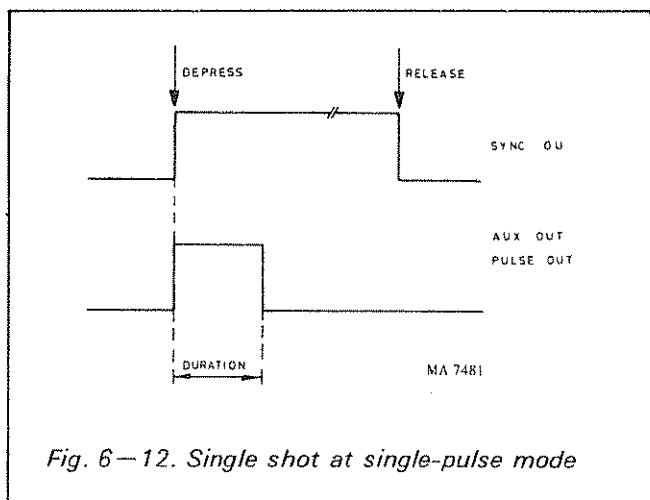 DEPRESS
RELEASE
SYNC OU
AUX OUT
PULSE OUT
DURATION
MA 7481
Fig. 6—12. Single shot at single-pulse mode